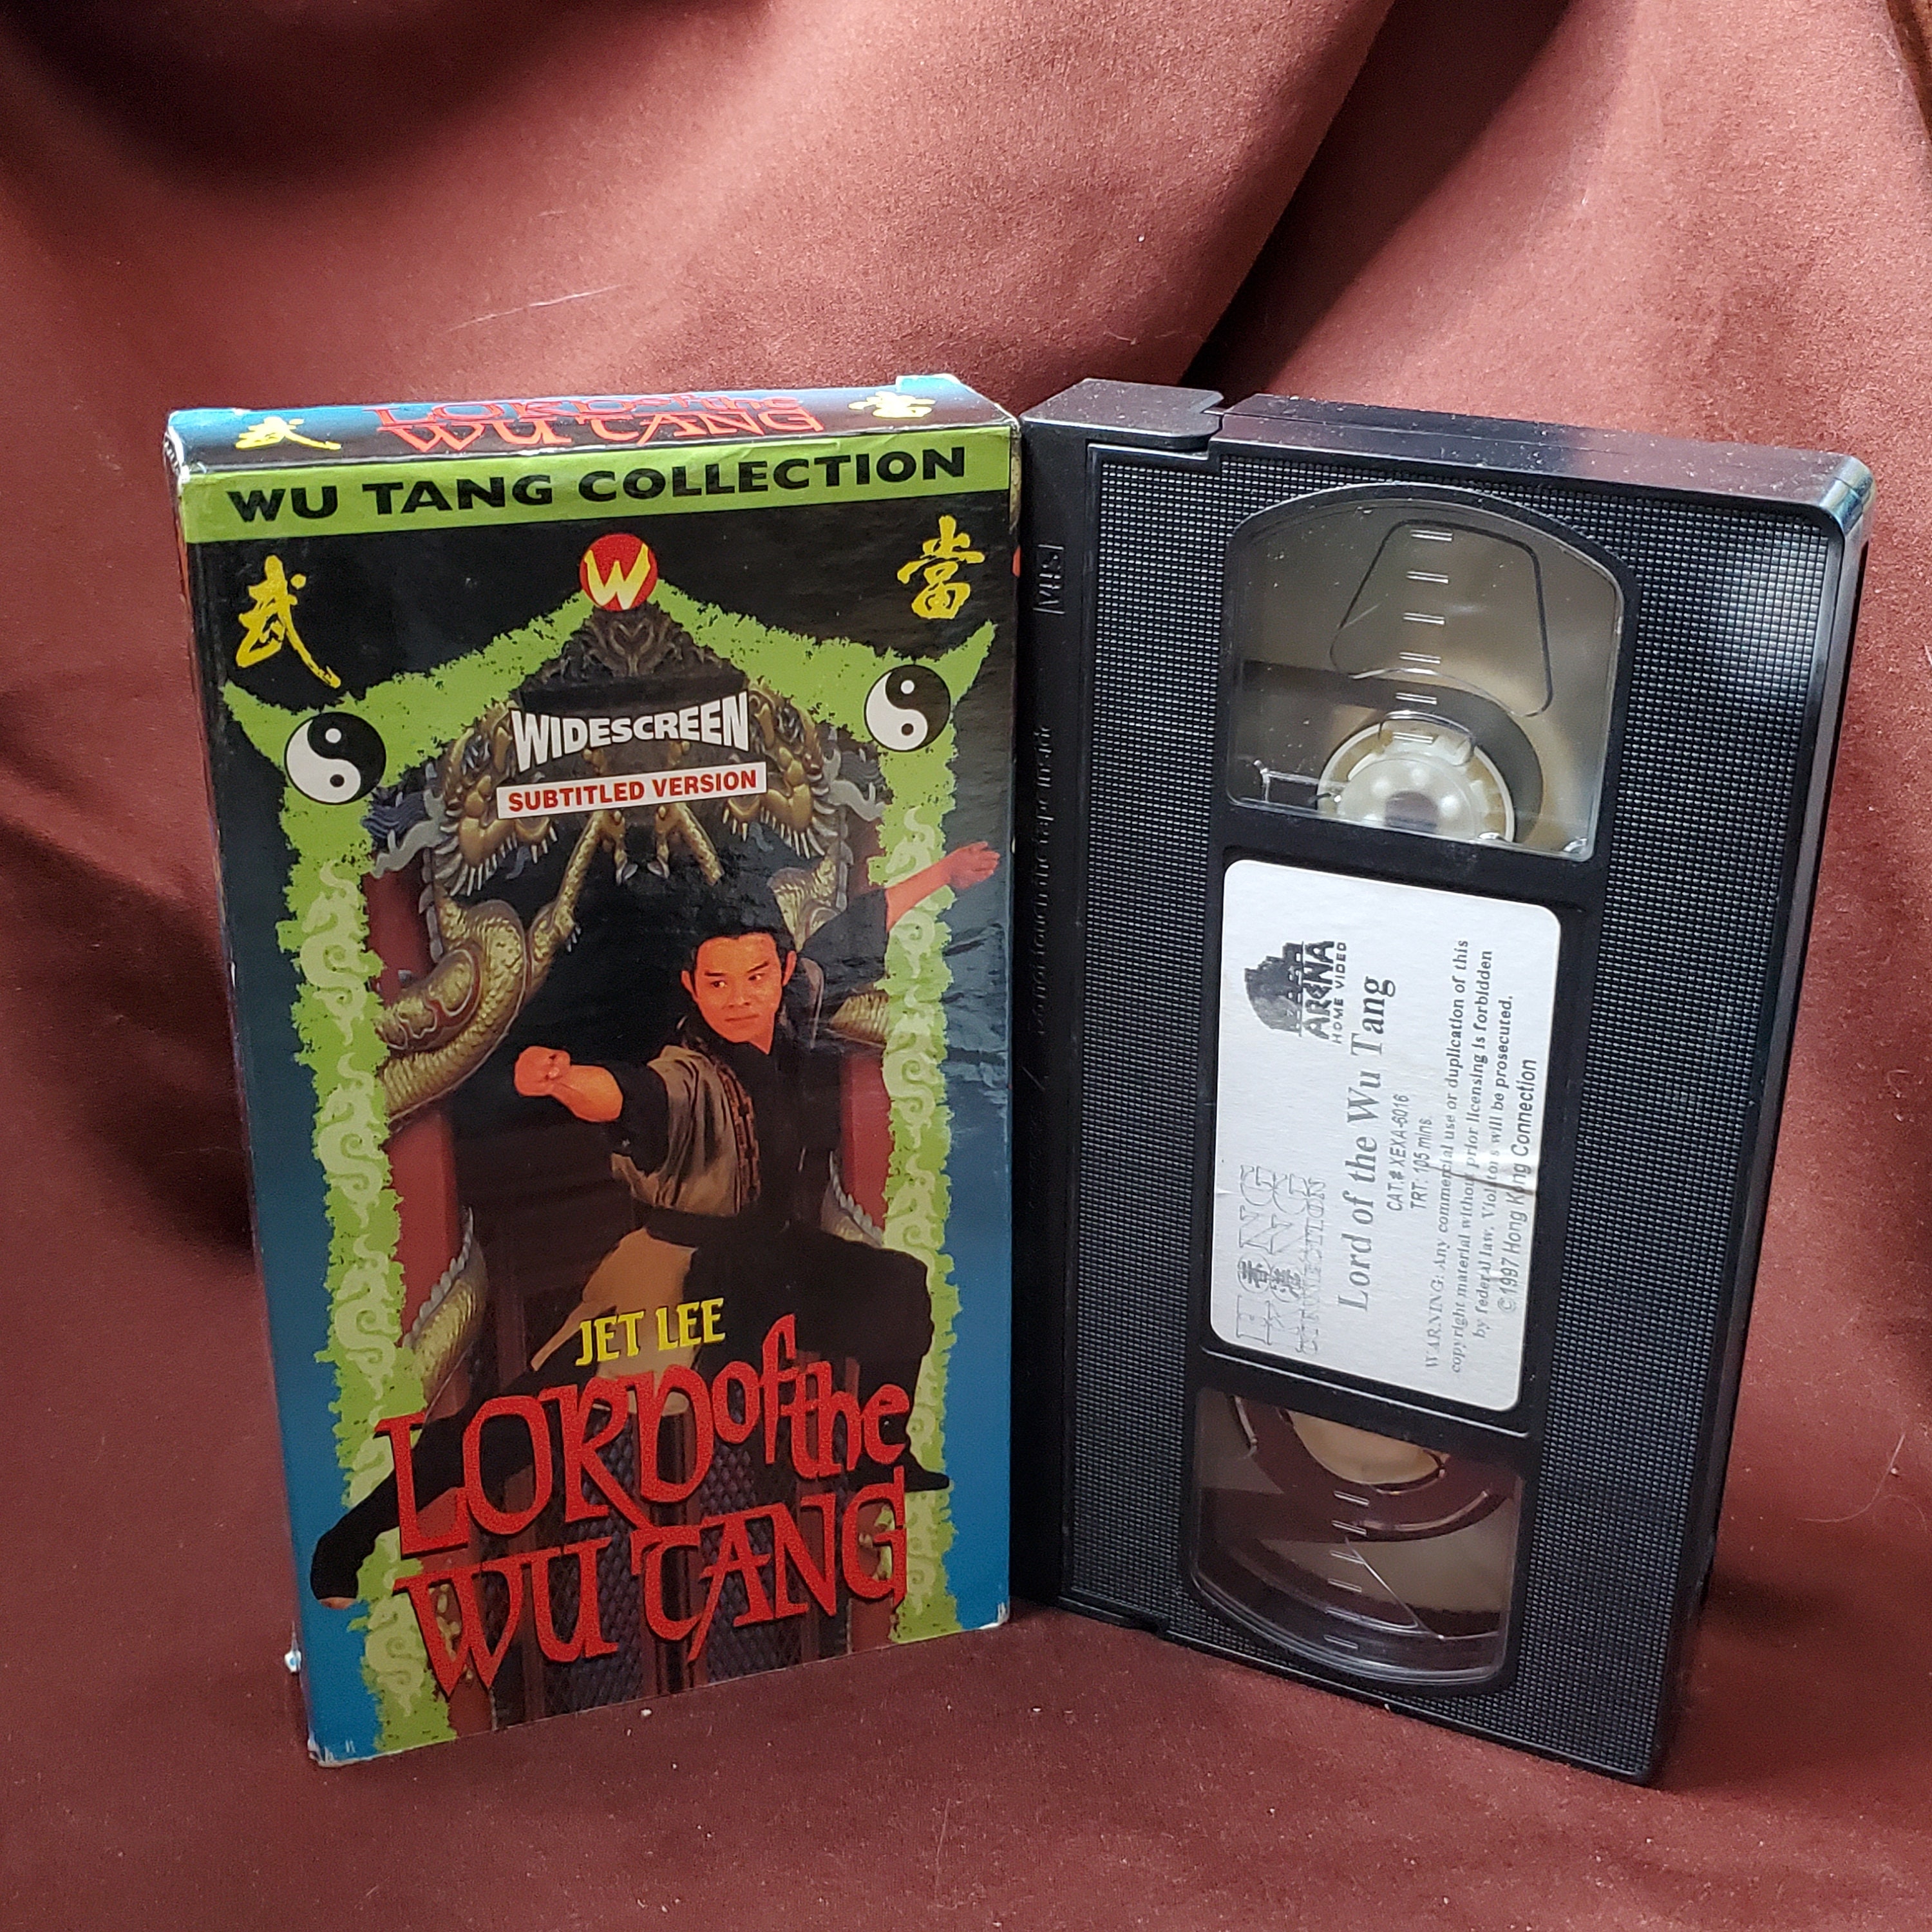 武 LORD of the 當
WU TANG
WU TANG COLLECTION
武 W 當
WIDESCREEN
SUBTITLED VERSION
JET LEE
LORD of the
WU TANG
VHS
HONG
KONG
CONNECTION
ARENA
HOME VIDEO
Lord of the Wu Tang
CAT.# XEXA-6016
TRT: 105 mins.
WARNING: Any commercial use or duplication of this
copyright material without prior licensing is forbidden
by federal law. Violators will be prosecuted.
©1997 Hong Kong Connection